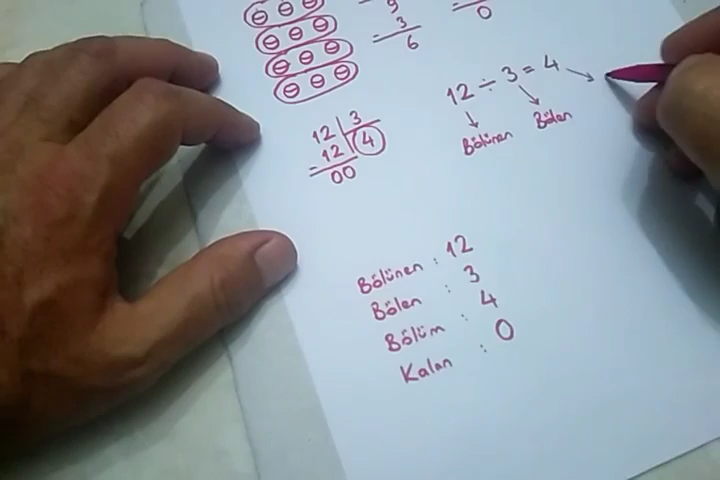 9
3
6
0
12 ÷ 3 = 4
Bölünen Bölen
12 3
12 4
00
Bölünen : 12
Bölen : 3
Bölüm : 4
Kalan : 0